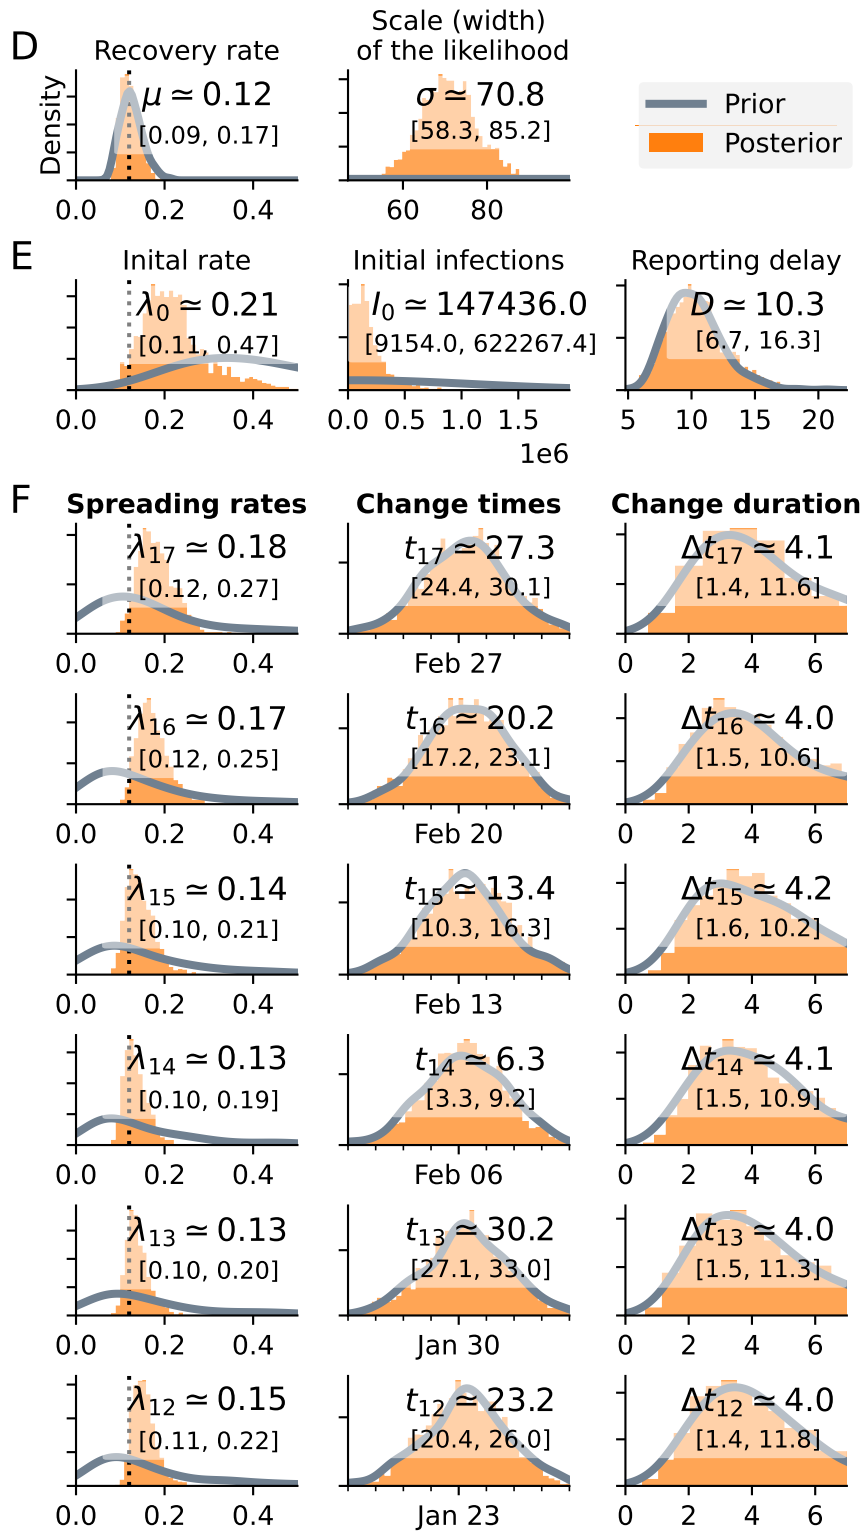 D
Recovery rate
Scale (width)
of the likelihood
Density
μ ≃ 0.12
[0.09, 0.17]
0.0 0.2 0.4
σ ≃ 70.8
[58.3, 85.2]
60 80
Prior
Posterior
E
Inital rate
λ0 ≃ 0.21
[0.11, 0.47]
0.0 0.2 0.4
Initial infections
I0 ≃ 147436.0
[9154.0, 622267.4]
0.0 0.5 1.0 1.5
1e6
Reporting delay
D ≃ 10.3
[6.7, 16.3]
5 10 15 20
F
Spreading rates Change times Change duration
λ17 ≃ 0.18 t17 ≃ 27.3 Δt17 ≃ 4.1
[0.12, 0.27] [24.4, 30.1] [1.4, 11.6]
0.0 0.2 0.4 Feb 27 0 2 4 6
λ16 ≃ 0.17 t16 ≃ 20.2 Δt16 ≃ 4.0
[0.12, 0.25] [17.2, 23.1] [1.5, 10.6]
0.0 0.2 0.4 Feb 20 0 2 4 6
λ15 ≃ 0.14 t15 ≃ 13.4 Δt15 ≃ 4.2
[0.10, 0.21] [10.3, 16.3] [1.6, 10.2]
0.0 0.2 0.4 Feb 13 0 2 4 6
λ14 ≃ 0.13 t14 ≃ 6.3 Δt14 ≃ 4.1
[0.10, 0.19] [3.3, 9.2] [1.5, 10.9]
0.0 0.2 0.4 Feb 06 0 2 4 6
λ13 ≃ 0.13 t13 ≃ 30.2 Δt13 ≃ 4.0
[0.10, 0.20] [27.1, 33.0] [1.5, 11.3]
0.0 0.2 0.4 Jan 30 0 2 4 6
λ12 ≃ 0.15 t12 ≃ 23.2 Δt12 ≃ 4.0
[0.11, 0.22] [20.4, 26.0] [1.4, 11.8]
0.0 0.2 0.4 Jan 23 0 2 4 6